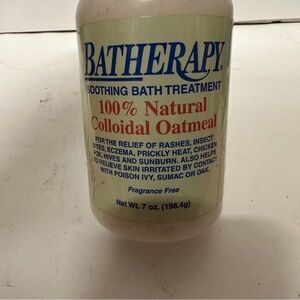 BATHERAPY
SOOTHING BATH TREATMENT
100% Natural
Colloidal Oatmeal
FOR THE RELIEF OF RASHES, INSECT
BITES, ECZEMA, PRICKLY HEAT, CHICKEN
POX, HIVES AND SUNBURN. ALSO HELPS
TO RELIEVE SKIN IRRITATED BY CONTACT
WITH POISON IVY, SUMAC OR OAK.
Fragrance Free
Net Wt. 7 oz. (198.4g)